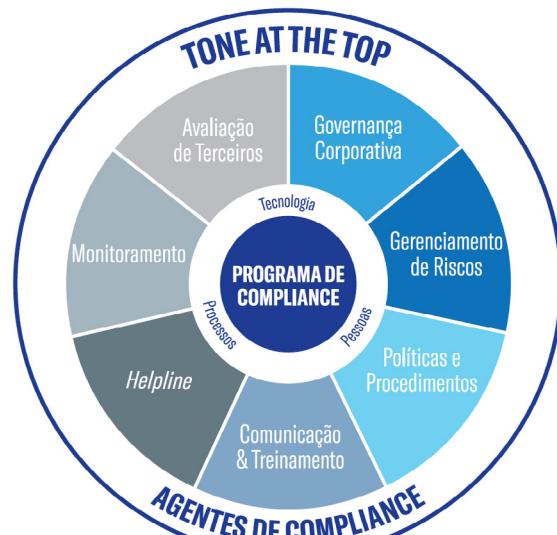 TONE AT THE TOP
Avaliação
de Terceiros
Governança
Corporativa
Tecnologia
Monitoramento
PROGRAMA DE
COMPLIANCE
Gerenciamento
de Riscos
Processos
Pessoas
Helpline
Políticas e
Procedimentos
Comunicação
& Treinamento
AGENTES DE COMPLIANCE